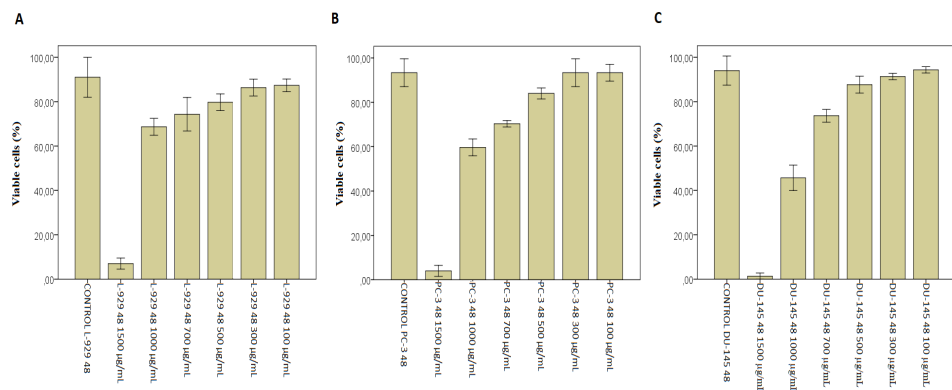 A
B
C
Viable cells (%)
100,00
80,00
60,00
40,00
20,00
,00
CONTROL L-929 48
L-929 48 1500 µg/mL
L-929 48 1000 µg/mL
L-929 48 700 µg/mL
L-929 48 500 µg/mL
L-929 48 300 µg/mL
L-929 48 100 µg/mL
Viable cells (%)
100,00
80,00
60,00
40,00
20,00
,00
CONTROL PC-3 48
PC-3 48 1500 µg/mL
PC-3 48 1000 µg/mL
PC-3 48 700 µg/mL
PC-3 48 500 µg/mL
PC-3 48 300 µg/mL
PC-3 48 100 µg/mL
Viable cells (%)
100,00
80,00
60,00
40,00
20,00
,00
CONTROL DU-145 48
DU-145 48 1500 µg/mL
DU-145 48 1000 µg/mL
DU-145 48 700 µg/mL
DU-145 48 500 µg/mL
DU-145 48 300 µg/mL
DU-145 48 100 µg/mL